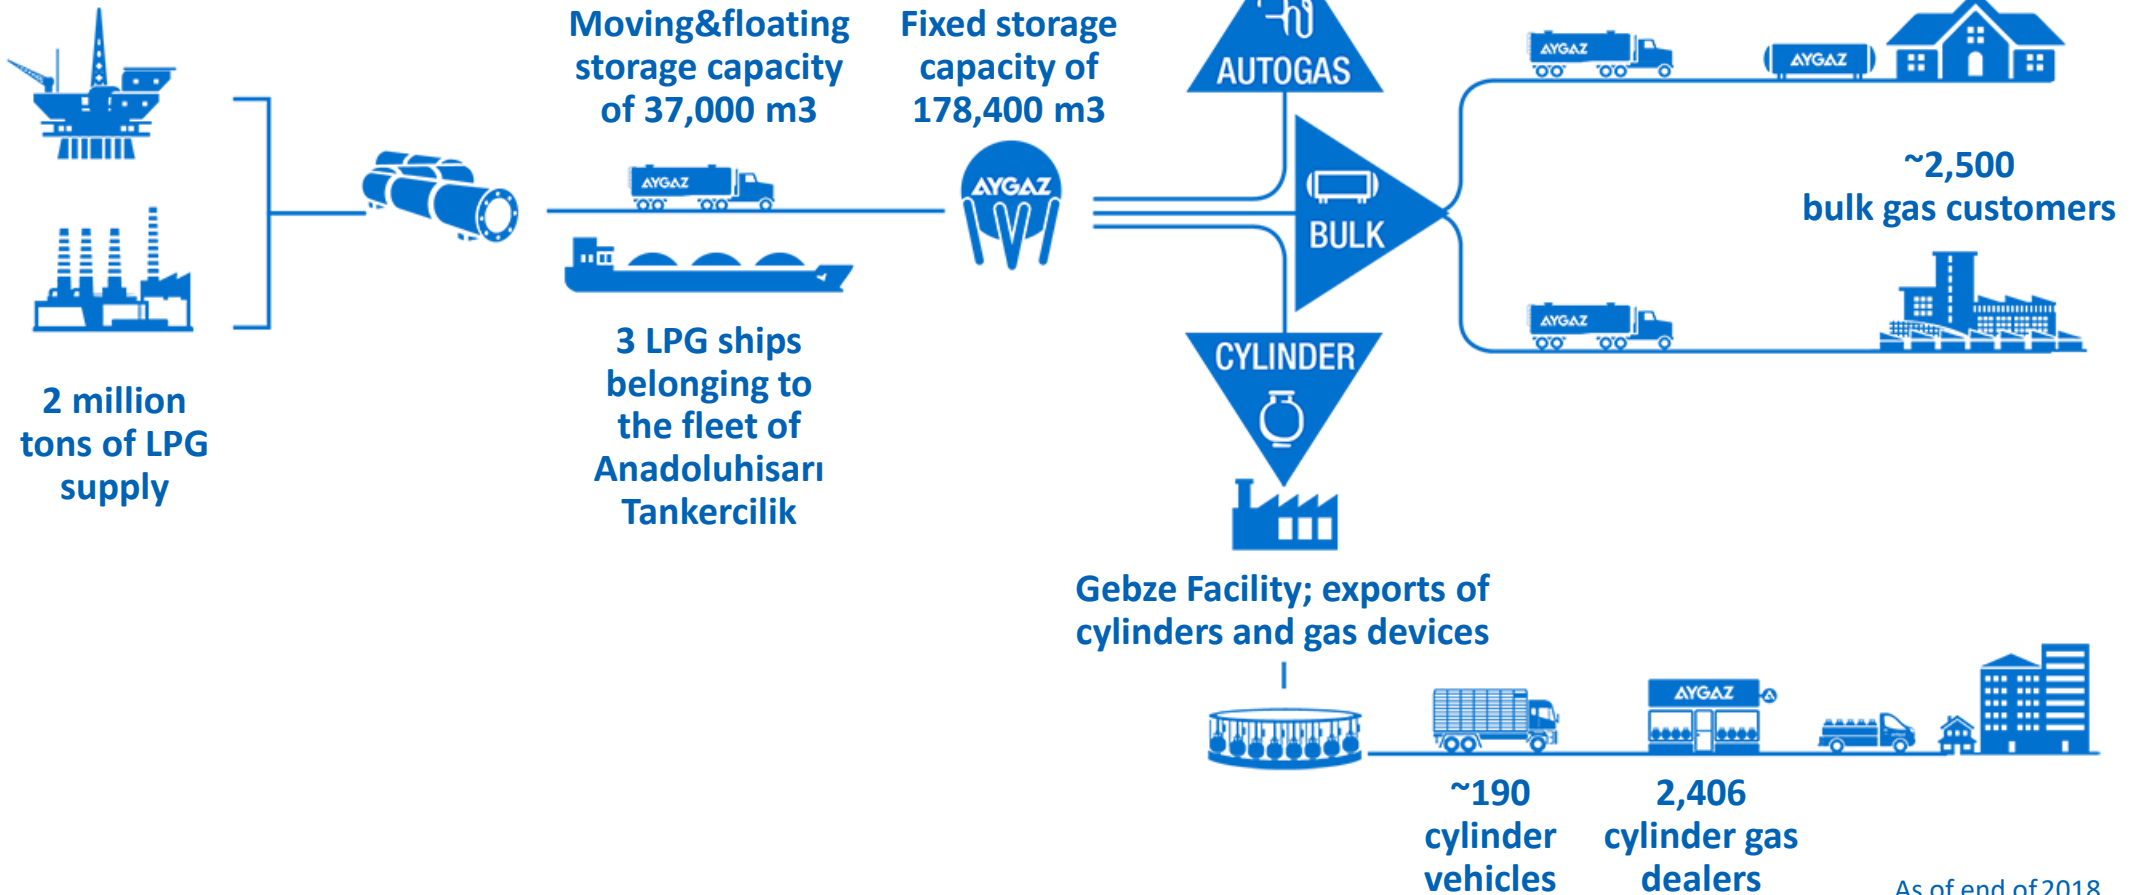 Moving&floating
storage capacity
of 37,000 m3
Fixed storage
capacity of
178,400 m3
AUTOGAS
AYGAZ
AYGAZ
~2,500
bulk gas customers
AYGAZ
AYGAZ
BULK
AYGAZ
3 LPG ships
belonging to
the fleet of
Anadoluhisarı
Tankercilik
2 million
tons of LPG
supply
CYLINDER
Gebze Facility; exports of
cylinders and gas devices
AYGAZ
~190
cylinder
vehicles
2,406
cylinder gas
dealers
As of end of 2018